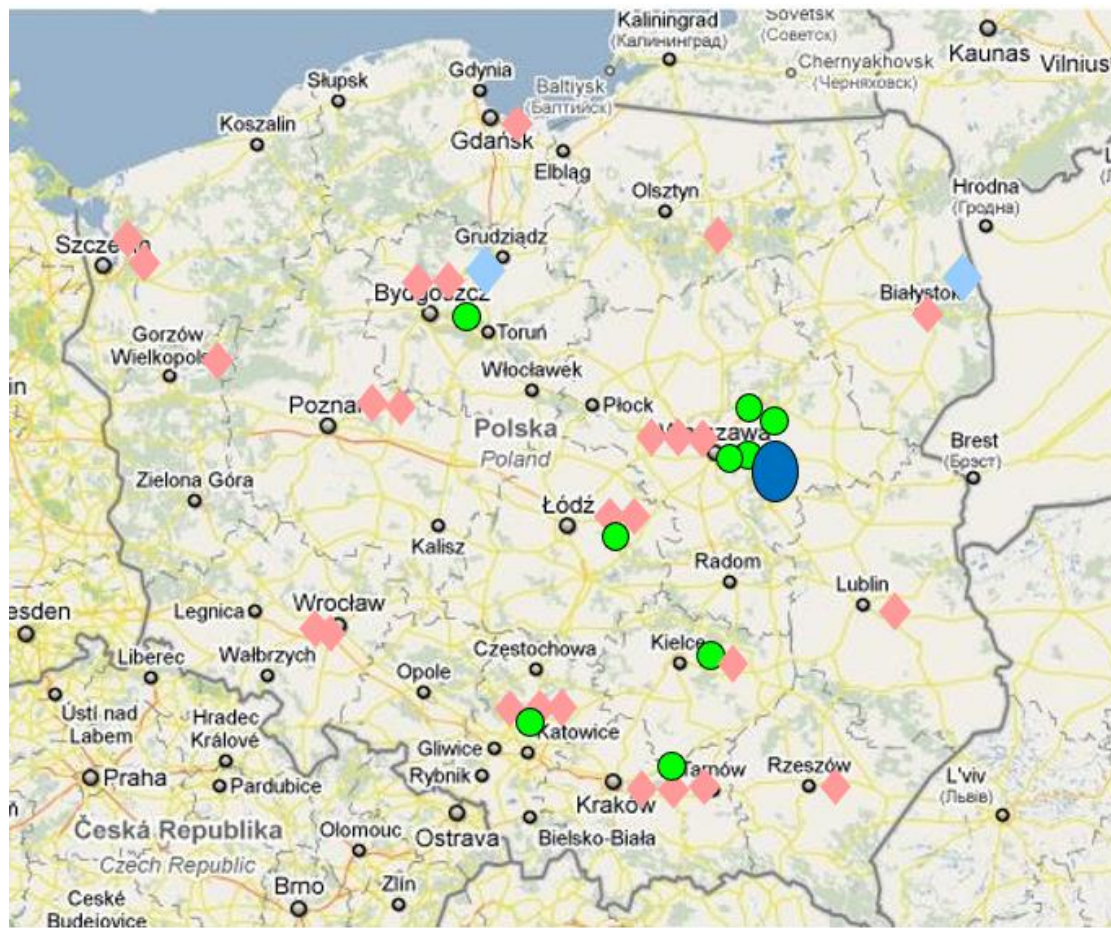 Kaliningrad
(Калининград)
Sovetsk
(Советск)
Kaunas
Vilnius
Chernyakhovsk
(Черняховск)
Baltiysk
(Балтийск)
Gdynia
Słupsk
Koszalin
Gdańsk
Elbląg
Olsztyn
Hrodna
(Гродна)
Grudziądz
Bydgoszcz
Białystok
Toruń
Gorzów
Włocławek
Płock
Polska
Poland
Brest
(Брэст)
Zielona Góra
Łódź
Kalisz
Radom
Lublin
Legnica
Wrocław
Kielce
Liberec
Wałbrzych
Częstochowa
Opole
Ústí nad
Labem
Hradec
Králové
Katowice
Gliwice
Rybnik
Tarnów
Rzeszów
L'viv
(Львів)
Praha
Pardubice
Kraków
Česká Republika
Czech Republic
Olomouc
Ostrava
Bielsko-Biała
Brno
Zlín
České
Budejovice